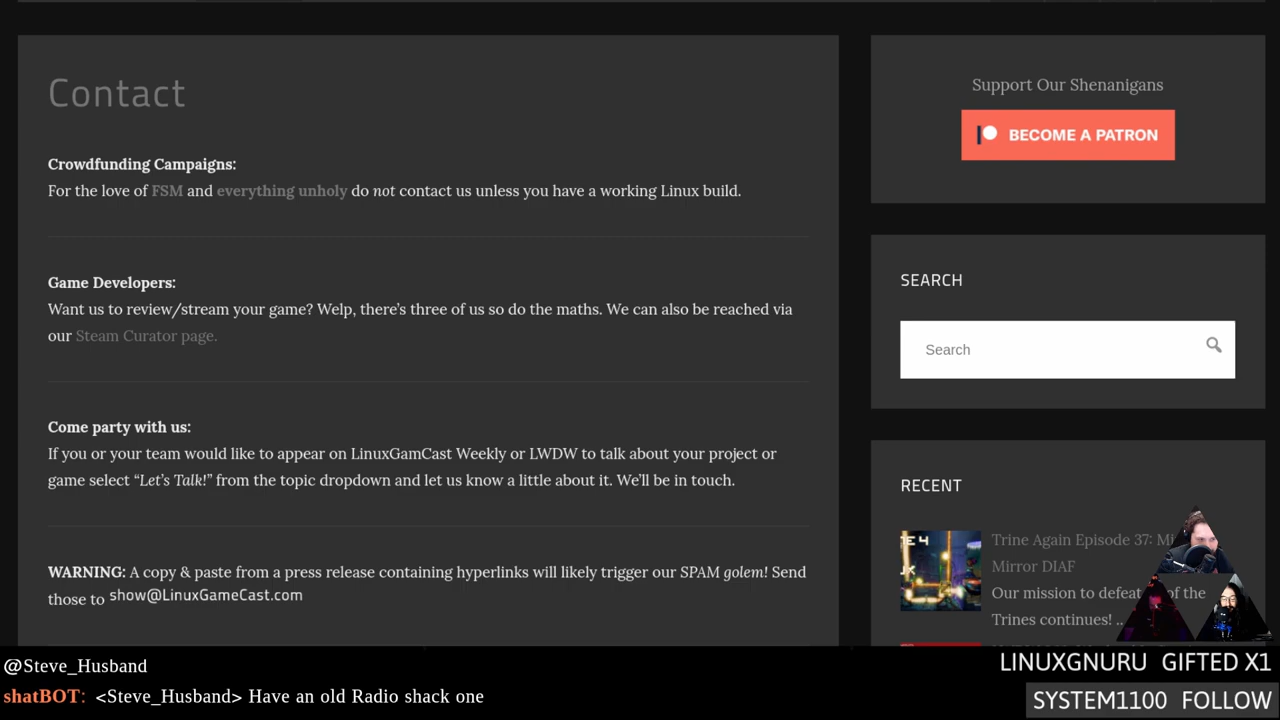 Contact
Crowdfunding Campaigns:
For the love of FSM and everything unholy do not contact us unless you have a working Linux build.
Game Developers:
Want us to review/stream your game? Welp, there's three of us so do the maths. We can also be reached via
our Steam Curator page.
Come party with us:
If you or your team would like to appear on LinuxGamCast Weekly or LWDW to talk about your project or
game select “Let's Talk!” from the topic dropdown and let us know a little about it. We'll be in touch.
WARNING: A copy & paste from a press release containing hyperlinks will likely trigger our SPAM golem! Send
those to show@LinuxGameCast.com
Support Our Shenanigans
BECOME A PATRON
SEARCH
Search
RECENT
Trine Again Episode 37:
Mirror DIAF
Our mission to defeat of the
Trines continues! ..
@Steve_Husband
shatBOT: <Steve_Husband> Have an old Radio shack one
LINUXGNURU GIFTED X1
SYSTEM1100 FOLLOW